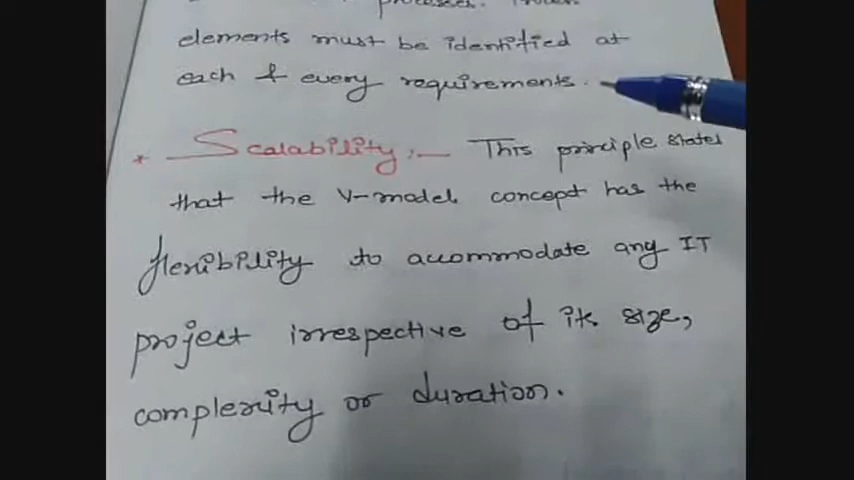 processes.
elements must be identified at
each & every requirements.
* Scalability :- This principle states
that the V-model concept has the
flexibility to accommodate any IT
project irrespective of its size,
complexity or duration.